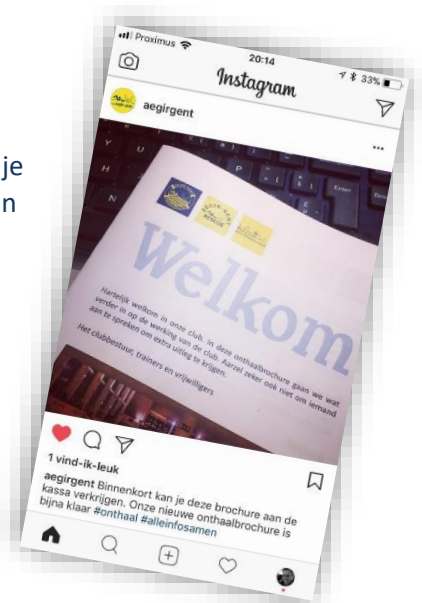 je
n
Proximus 20:14 33%
Instagram
aegirgent
Welkom
Hartelijk welkom in onze club. In deze onthaalbrochure gaan we wat
verder in op de werking van de club. Aarzel zeker ook niet om iemand
aan te spreken om extra uitleg te krijgen.
Het clubbestuur, trainers en vrijwilligers
1 vind-ik-leuk
aegirgent Binnenkort kan je deze brochure aan de
kassa verkrijgen. Onze nieuwe onthaalbrochure is
bijna klaar #onthaal #alleinfosamen